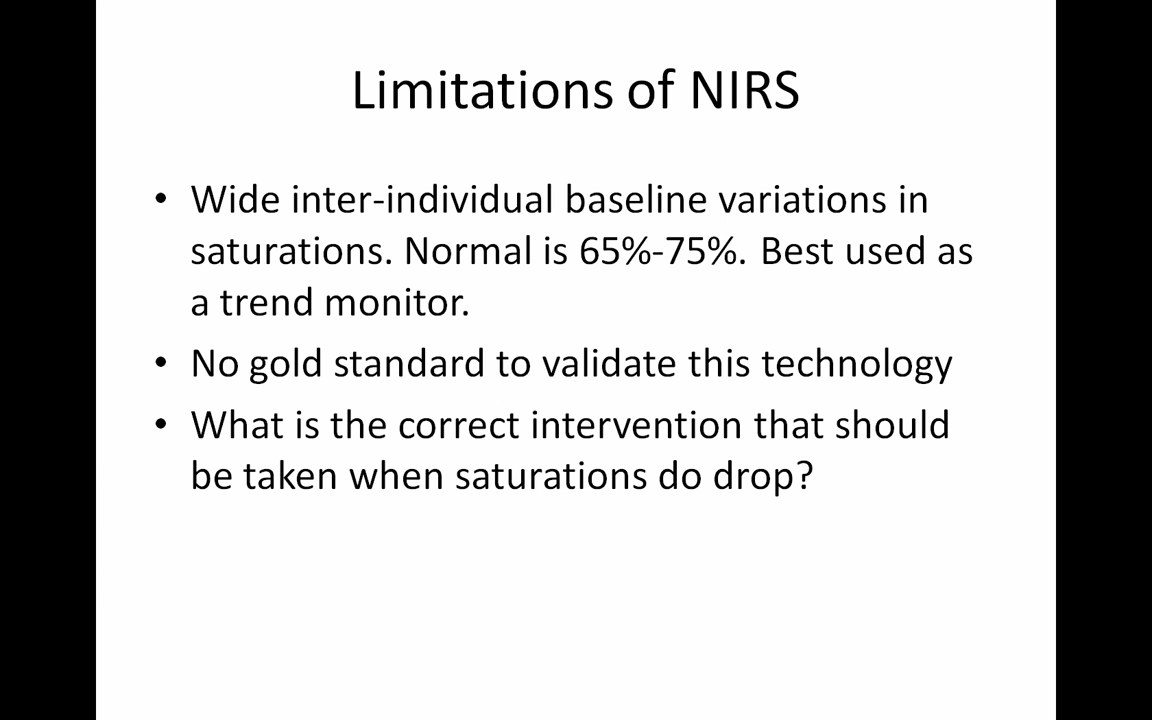 Limitations of NIRS
• Wide inter-individual baseline variations in
saturations. Normal is 65%-75%. Best used as
a trend monitor.
• No gold standard to validate this technology
• What is the correct intervention that should
be taken when saturations do drop?